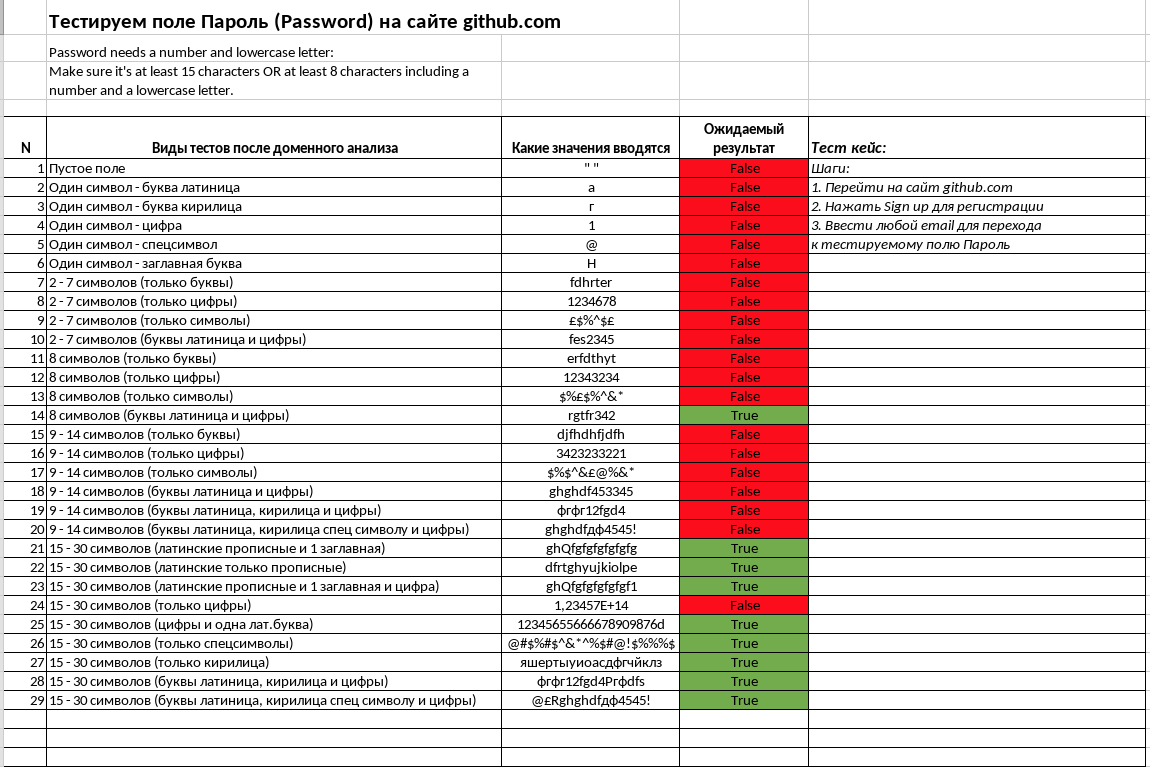 Тестируем поле Пароль (Password) на сайте github.com
Password needs a number and lowercase letter:
Make sure it's at least 15 characters OR at least 8 characters including a
number and a lowercase letter.
N Виды тестов после доменного анализа Какие значения вводятся Ожидаемый результат Тест кейс:
1 Пустое поле " " False Шаги:
2 Один символ - буква латиница a False 1. Перейти на сайт github.com
3 Один символ - буква кирилица г False 2. Нажать Sign up для регистрации
4 Один символ - цифра 1 False 3. Ввести любой email для перехода
5 Один символ - спецсимвол @ False к тестируемому полю Пароль
6 Один символ - заглавная буква H False
7 2 - 7 символов (только буквы) fdhrter False
8 2 - 7 символов (только цифры) 1234678 False
9 2 - 7 символов (только символы) £$%^$£ False
10 2 - 7 символов (буквы латиница и цифры) fes2345 False
11 8 символов (только буквы) erfdthyt False
12 8 символов (только цифры) 12343234 False
13 8 символов (только символы) $%£$%^&* False
14 8 символов (буквы латиница и цифры) rgtfr342 True
15 9 - 14 символов (только буквы) djfhdhfjdfh False
16 9 - 14 символов (только цифры) 3423233221 False
17 9 - 14 символов (только символы) $%$^&£@%&* False
18 9 - 14 символов (буквы латиница и цифры) ghghdf453345 False
19 9 - 14 символов (буквы латиница, кирилица и цифры) фгфг12fgd4 False
20 9 - 14 символов (буквы латиница, кирилица спец символу и цифры) ghghdfдф4545! False
21 15 - 30 символов (латинские прописные и 1 заглавная) ghQfgfgfgfgfgfg True
22 15 - 30 символов (латинские только прописные) dfrtghyujkiolpe True
23 15 - 30 символов (латинские прописные и 1 заглавная и цифра) ghQfgfgfgfgfgf1 True
24 15 - 30 символов (только цифры) 1,23457E+14 False
25 15 - 30 символов (цифры и одна лат.буква) 12345655666678909876d True
26 15 - 30 символов (только спецсимволы) @#$%#$^&*^%$#@!$%%%$ True
27 15 - 30 символов (только кирилица) яшертыуиоасдфгчйклз True
28 15 - 30 символов (буквы латиница, кирилица и цифры) фгфг12fgd4Pгфdfs True
29 15 - 30 символов (буквы латиница, кирилица спец символу и цифры) @£Rghghdfдф4545! True